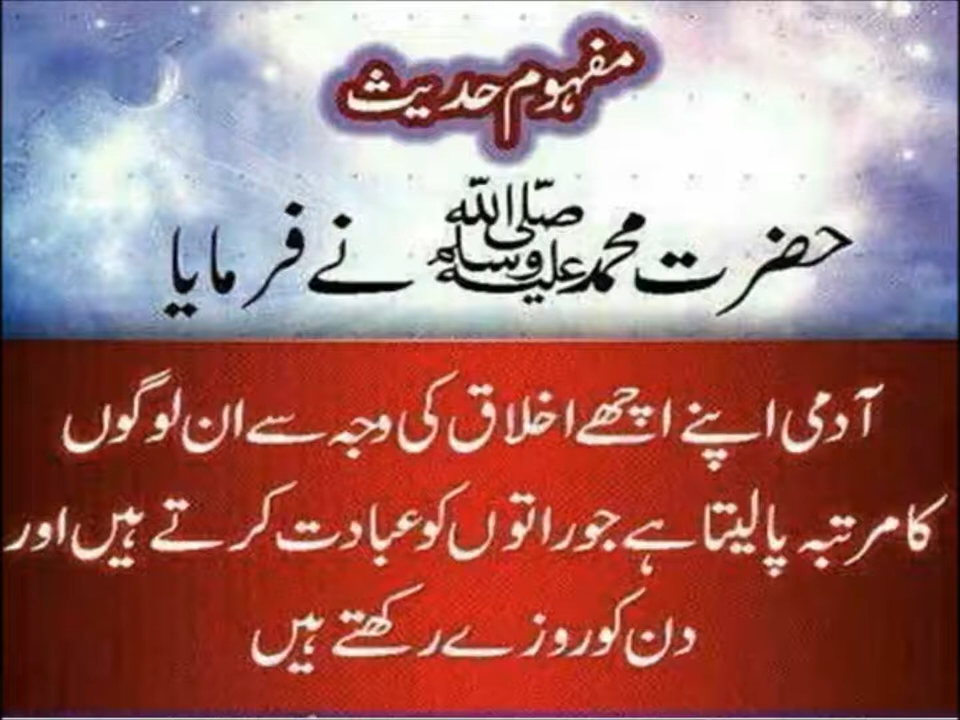 مفہوم حدیث
حضرت محمد صلی اللہ علیہ وسلم نے فرمایا
آدمی اپنے اچھے اخلاق کی وجہ سے ان لوگوں
کا مرتبہ پا لیتا ہے جو راتوں کو عبادت کرتے ہیں اور
دن کو روزے رکھتے ہیں